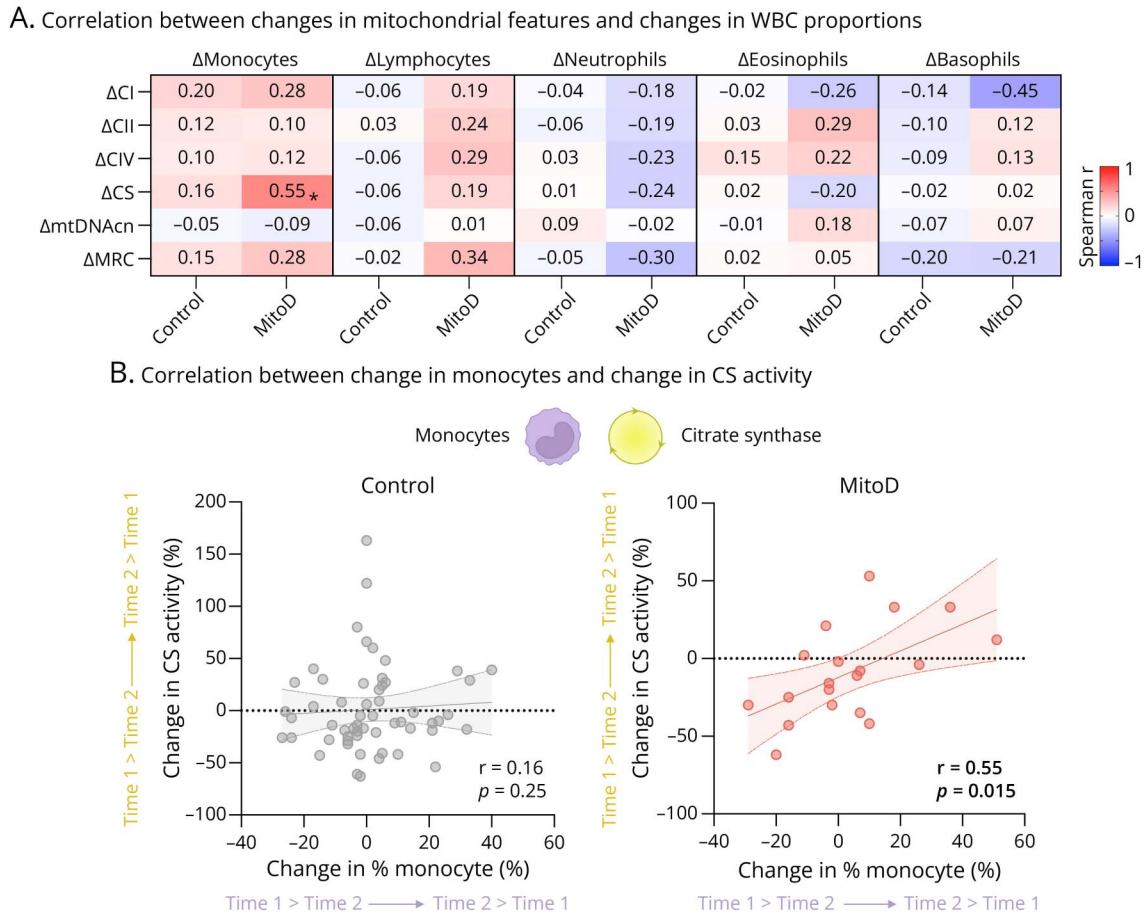 A. Correlation between changes in mitochondrial features and changes in WBC proportions
ΔMonocytes ΔLymphocytes ΔNeutrophils ΔEosinophils ΔBasophils
ΔCI 0.20 0.28 −0.06 0.19 −0.04 −0.18 −0.02 −0.26 −0.14 −0.45
ΔCII 0.12 0.10 0.03 0.24 −0.06 −0.19 0.03 0.29 −0.10 0.12
ΔCIV 0.10 0.12 −0.06 0.29 0.03 −0.23 0.15 0.22 −0.09 0.13
ΔCS 0.16 0.55* −0.06 0.19 0.01 −0.24 0.02 −0.20 −0.02 0.02
ΔmtDNAcn −0.05 −0.09 −0.06 0.01 0.09 −0.02 −0.01 0.18 −0.07 0.07
ΔMRC 0.15 0.28 −0.02 0.34 −0.05 −0.30 0.02 0.05 −0.20 −0.21
Control MitoD Control MitoD Control MitoD Control MitoD Control MitoD
Spearman r
1
0
−1
B. Correlation between change in monocytes and change in CS activity
Monocytes Citrate synthase
Control
Time 1 > Time 2 → Time 2 > Time 1
Change in CS activity (%)
200
150
100
50
0
−50
−100
r = 0.16
p = 0.25
−40 −20 0 20 40 60
Change in % monocyte (%)
Time 1 > Time 2 → Time 2 > Time 1
MitoD
Time 1 > Time 2 → Time 2 > Time 1
Change in CS activity (%)
100
50
0
−50
−100
r = 0.55
p = 0.015
−40 −20 0 20 40 60
Change in % monocyte (%)
Time 1 > Time 2 → Time 2 > Time 1